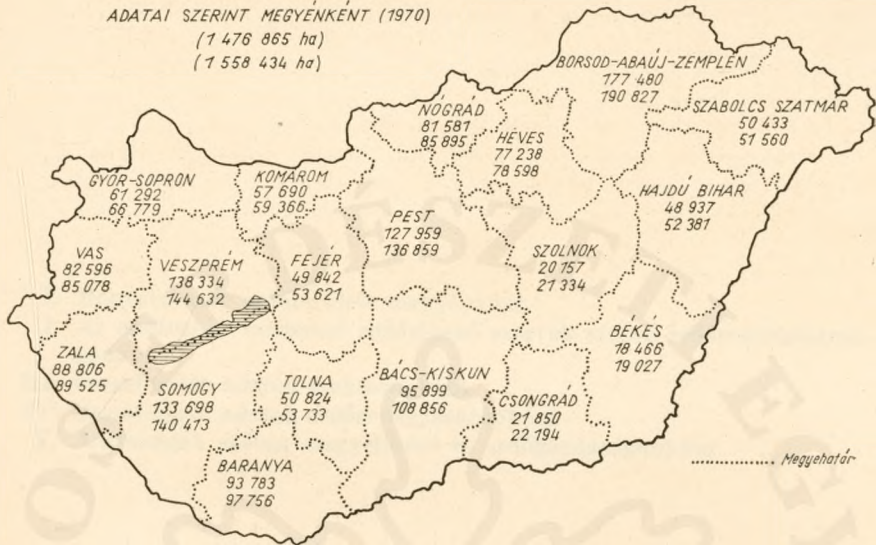 ADATAI SZERINT MEGYÉNKÉNT (1970)
(1 476 865 ha)
(1 558 434 ha)
BORSOD-ABAÚJ-ZEMPLÉN
177 480
190 827
SZABOLCS SZATMÁR
50 433
51 560
NÓGRÁD
81 581
85 895
HEVES
77 238
78 598
GYŐR-SOPRON
61 292
66 779
KOMÁROM
57 690
59 366
HAJDÚ BIHAR
48 937
52 381
PEST
127 959
136 859
VAS
82 596
85 078
VESZPRÉM
138 334
144 632
FEJÉR
49 842
53 621
SZOLNOK
20 157
21 334
BÉKÉS
18 466
19 027
ZALA
88 806
89 525
SOMOGY
133 698
140 413
TOLNA
50 824
53 733
BÁCS-KISKUN
95 899
108 856
CSONGRÁD
21 850
22 194
BARANYA
93 783
97 756
Megyehatár